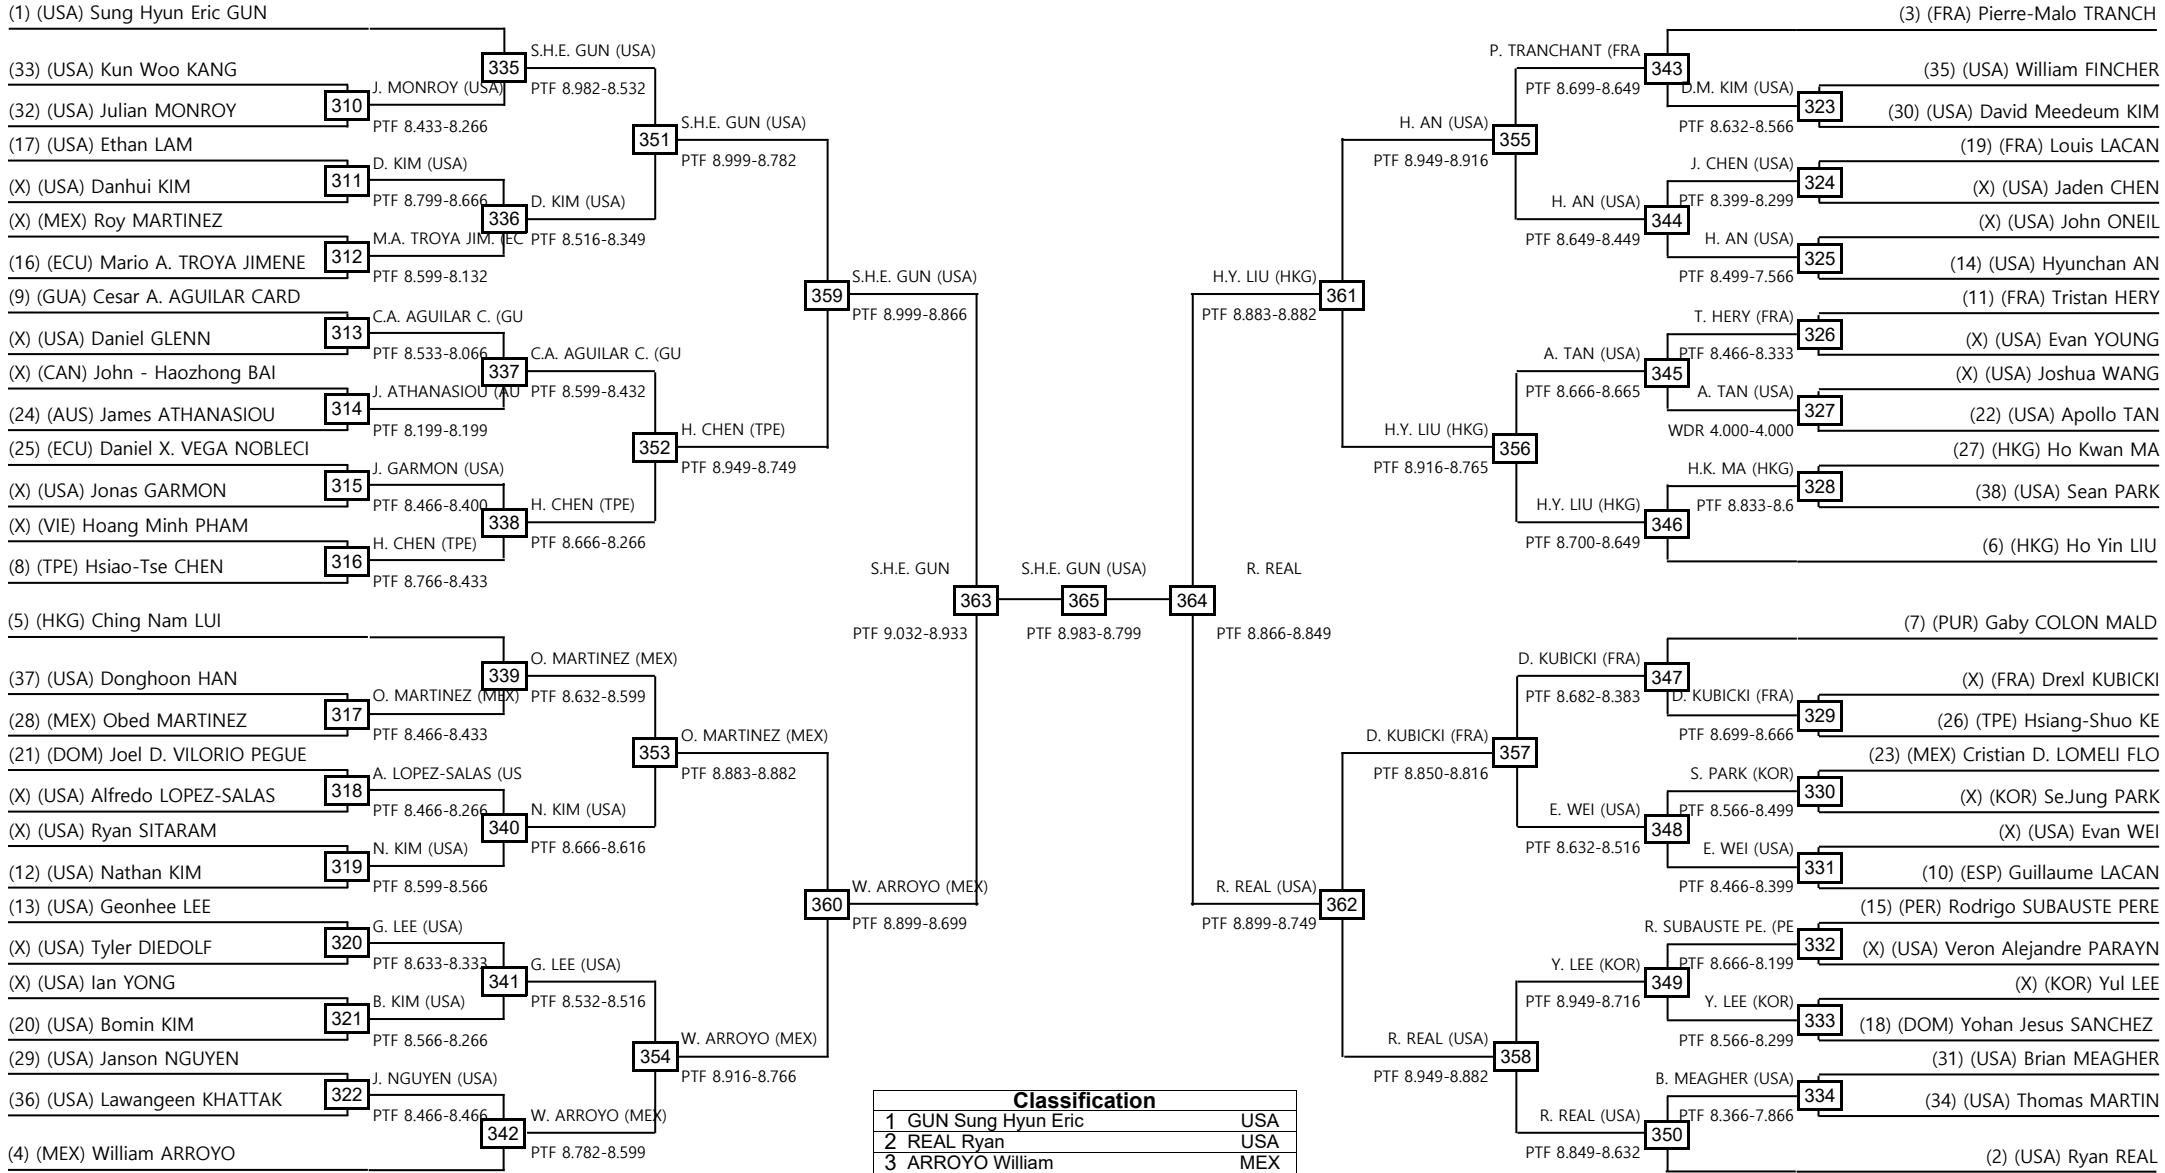 (1) (USA) Sung Hyun Eric GUN
(33) (USA) Kun Woo KANG
(32) (USA) Julian MONROY
(17) (USA) Ethan LAM
(X) (USA) Danhui KIM
(X) (MEX) Roy MARTINEZ
(16) (ECU) Mario A. TROYA JIMENE
(9) (GUA) Cesar A. AGUILAR CARD
(X) (USA) Daniel GLENN
(X) (CAN) John - Haozhong BAI
(24) (AUS) James ATHANASIOU
(25) (ECU) Daniel X. VEGA NOBLECI
(X) (USA) Jonas GARMON
(X) (VIE) Hoang Minh PHAM
(8) (TPE) Hsiao-Tse CHEN
(5) (HKG) Ching Nam LUI
(37) (USA) Donghoon HAN
(28) (MEX) Obed MARTINEZ
(21) (DOM) Joel D. VILORIO PEGUE
(X) (USA) Alfredo LOPEZ-SALAS
(X) (USA) Ryan SITARAM
(12) (USA) Nathan KIM
(13) (USA) Geonhee LEE
(X) (USA) Tyler DIEDOLF
(X) (USA) Ian YONG
(20) (USA) Bomin KIM
(29) (USA) Janson NGUYEN
(36) (USA) Lawangeen KHATTAK
(4) (MEX) William ARROYO
310
J. MONROY (USA)
PTF 8.433-8.266
311
D. KIM (USA)
PTF 8.799-8.666
312
M.A. TROYA JIM. (EC
PTF 8.599-8.132
313
C.A. AGUILAR C. (GU
PTF 8.533-8.066
314
J. ATHANASIOU (AU
PTF 8.199-8.199
315
J. GARMON (USA)
PTF 8.466-8.400
316
H. CHEN (TPE)
PTF 8.766-8.433
317
O. MARTINEZ (MEX)
PTF 8.466-8.433
318
A. LOPEZ-SALAS (US
PTF 8.466-8.266
319
N. KIM (USA)
PTF 8.599-8.566
320
G. LEE (USA)
PTF 8.633-8.333
321
B. KIM (USA)
PTF 8.566-8.266
322
J. NGUYEN (USA)
PTF 8.466-8.466
335
S.H.E. GUN (USA)
PTF 8.982-8.532
336
D. KIM (USA)
PTF 8.516-8.349
337
C.A. AGUILAR C. (GU
PTF 8.599-8.432
338
H. CHEN (TPE)
PTF 8.666-8.266
339
O. MARTINEZ (MEX)
PTF 8.632-8.599
340
N. KIM (USA)
PTF 8.666-8.616
341
G. LEE (USA)
PTF 8.532-8.516
342
W. ARROYO (MEX)
PTF 8.782-8.599
351
S.H.E. GUN (USA)
PTF 8.999-8.782
352
H. CHEN (TPE)
PTF 8.949-8.749
353
O. MARTINEZ (MEX)
PTF 8.883-8.882
354
W. ARROYO (MEX)
PTF 8.916-8.766
359
S.H.E. GUN (USA)
PTF 8.999-8.866
360
W. ARROYO (MEX)
PTF 8.899-8.699
S.H.E. GUN
363
PTF 9.032-8.933
S.H.E. GUN (USA)
365
PTF 8.983-8.799
R. REAL
364
PTF 8.866-8.849
H.Y. LIU (HKG)
361
PTF 8.883-8.882
R. REAL (USA)
362
PTF 8.899-8.749
H. AN (USA)
355
PTF 8.949-8.916
H.Y. LIU (HKG)
356
PTF 8.916-8.765
D. KUBICKI (FRA)
357
PTF 8.850-8.816
R. REAL (USA)
358
PTF 8.949-8.882
P. TRANCHANT (FRA
343
PTF 8.699-8.649
H. AN (USA)
344
PTF 8.649-8.449
A. TAN (USA)
345
PTF 8.666-8.665
H.Y. LIU (HKG)
346
PTF 8.700-8.649
D. KUBICKI (FRA)
347
PTF 8.682-8.383
E. WEI (USA)
348
PTF 8.632-8.516
Y. LEE (KOR)
349
PTF 8.949-8.716
R. REAL (USA)
350
PTF 8.849-8.632
D.M. KIM (USA)
323
PTF 8.632-8.566
J. CHEN (USA)
324
PTF 8.399-8.299
H. AN (USA)
325
PTF 8.499-7.566
T. HERY (FRA)
326
PTF 8.466-8.333
A. TAN (USA)
327
WDR 4.000-4.000
H.K. MA (HKG)
328
PTF 8.833-8.6
D. KUBICKI (FRA)
329
PTF 8.699-8.666
S. PARK (KOR)
330
PTF 8.566-8.499
E. WEI (USA)
331
PTF 8.466-8.399
R. SUBAUSTE PE. (PE
332
PTF 8.666-8.199
Y. LEE (KOR)
333
PTF 8.566-8.299
B. MEAGHER (USA)
334
PTF 8.366-7.866
(3) (FRA) Pierre-Malo TRANCH
(35) (USA) William FINCHER
(30) (USA) David Meedeum KIM
(19) (FRA) Louis LACAN
(X) (USA) Jaden CHEN
(X) (USA) John ONEIL
(14) (USA) Hyunchan AN
(11) (FRA) Tristan HERY
(X) (USA) Evan YOUNG
(X) (USA) Joshua WANG
(22) (USA) Apollo TAN
(27) (HKG) Ho Kwan MA
(38) (USA) Sean PARK
(6) (HKG) Ho Yin LIU
(7) (PUR) Gaby COLON MALD
(X) (FRA) Drexl KUBICKI
(26) (TPE) Hsiang-Shuo KE
(23) (MEX) Cristian D. LOMELI FLO
(X) (KOR) SeJung PARK
(X) (USA) Evan WEI
(10) (ESP) Guillaume LACAN
(15) (PER) Rodrigo SUBAUSTE PERE
(X) (USA) Veron Alejandre PARAYN
(X) (KOR) Yul LEE
(18) (DOM) Yohan Jesus SANCHEZ
(31) (USA) Brian MEAGHER
(34) (USA) Thomas MARTIN
(2) (USA) Ryan REAL
Classification
1 GUN Sung Hyun Eric USA
2 REAL Ryan USA
3 ARROYO William MEX